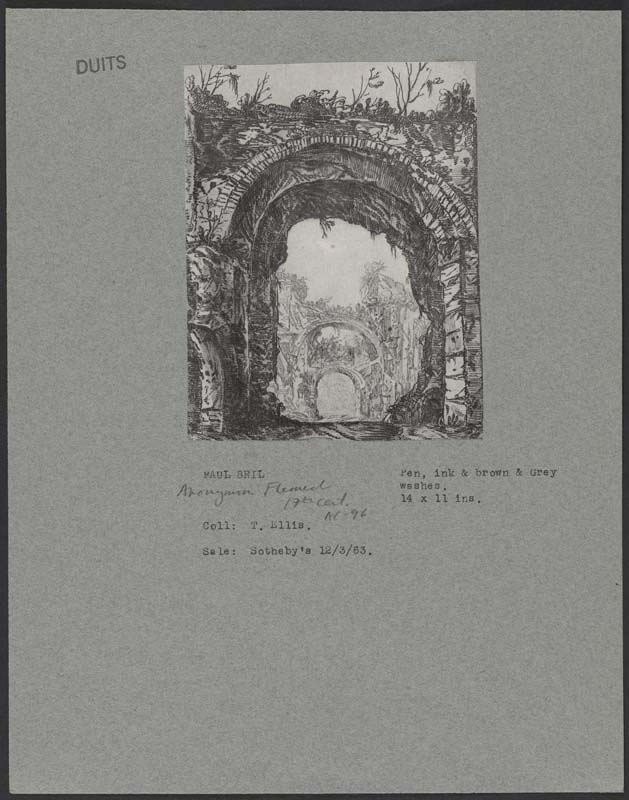 DUITS
PAUL BRIL
Anonymous Flemish
17th cent.
AC-96
Coll: T. Ellis.
Sale: Sotheby's 12/3/63.
Pen, ink & brown & Grey
washes.
14 x 11 ins.